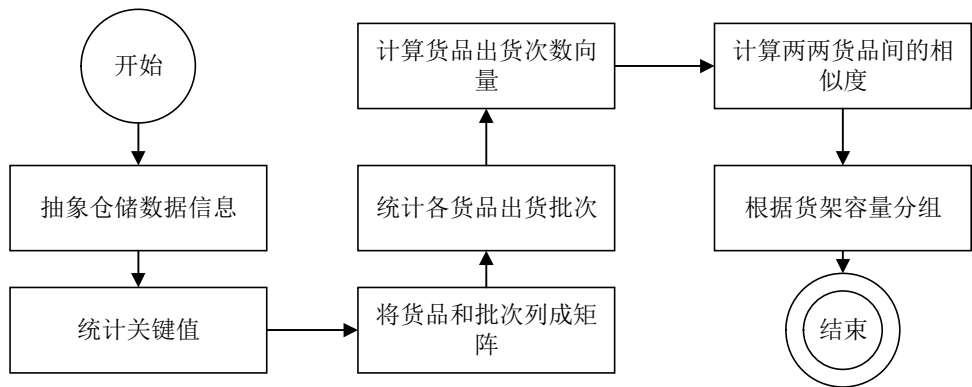 开始
抽象仓储数据信息
统计关键值
将货品和批次列成矩
阵
统计各货品出货批次
计算货品出货次数向
量
计算两两货品间的相
似度
根据货架容量分组
结束